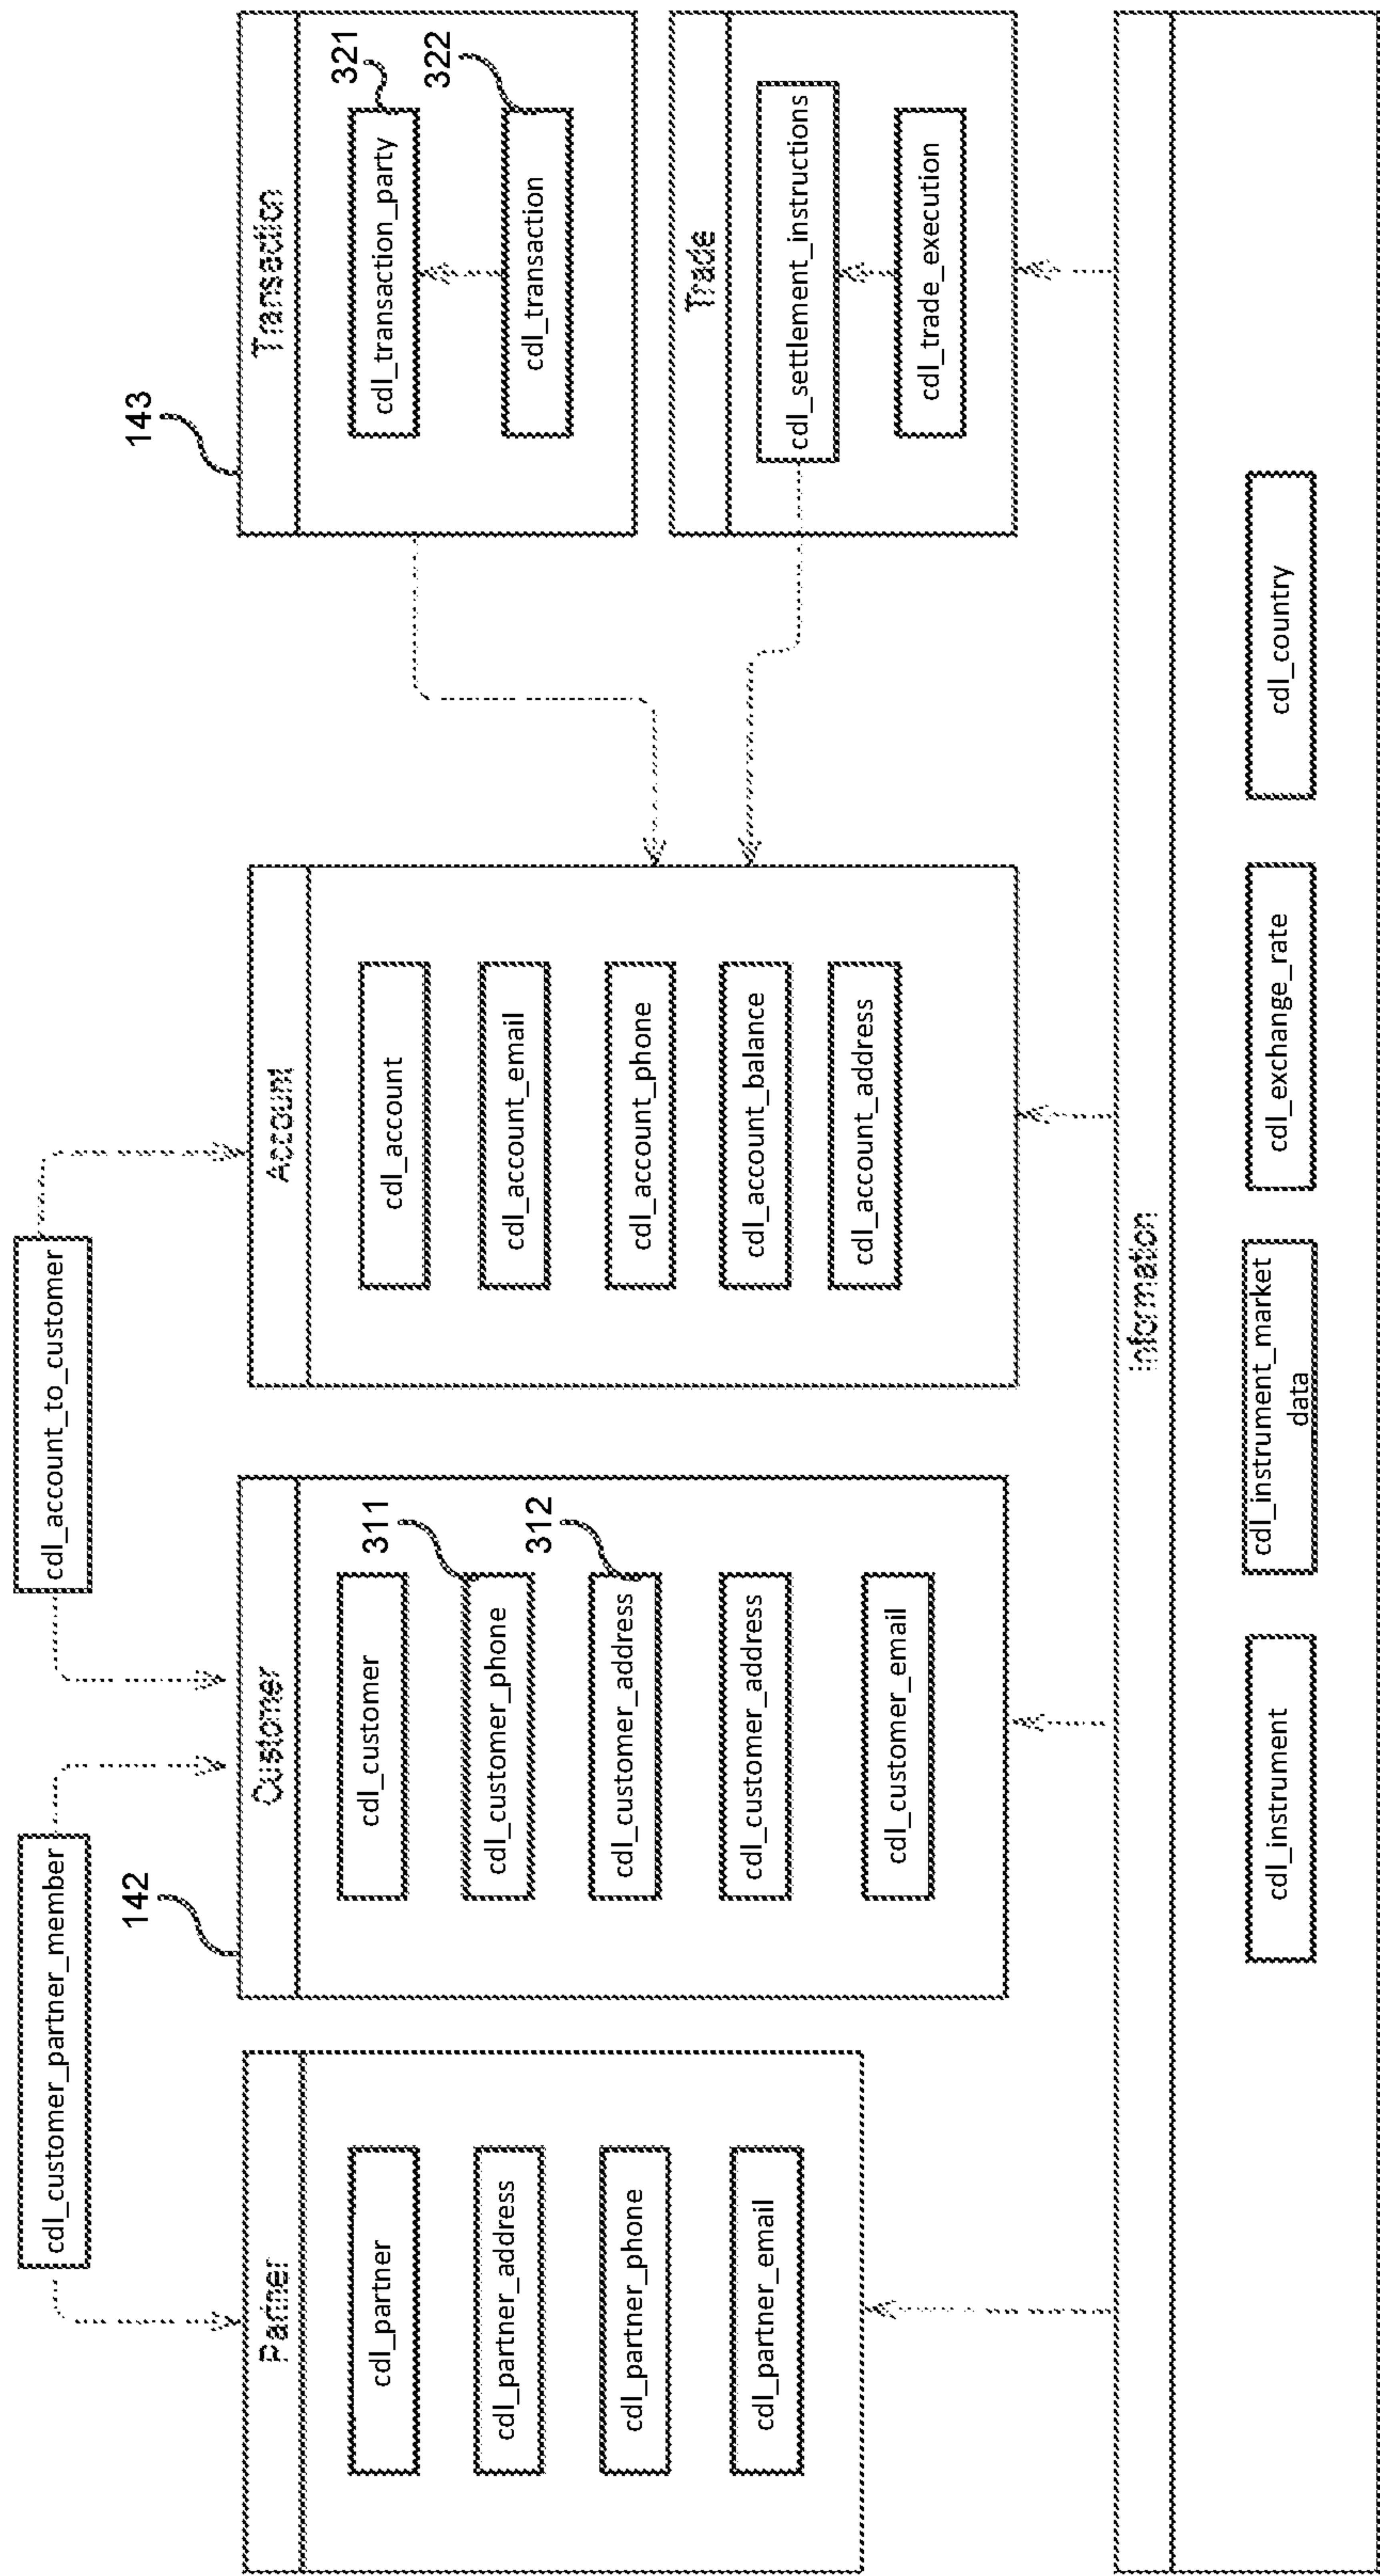 cdl_customer_partner_member
cdl_account_to_customer
142
143
Partner
cdl_partner
cdl_partner_address
cdl_partner_phone
cdl_partner_email
Customer
cdl_customer
311
cdl_customer_phone
312
cdl_customer_address
cdl_customer_address
cdl_customer_email
Account
cdl_account
cdl_account_email
cdl_account_phone
cdl_account_balance
cdl_account_address
Transaction
321
cdl_transaction_party
322
cdl_transaction
Trade
cdl_settlement_instructions
cdl_trade_execution
Information
cdl_instrument
cdl_instrument_market
data
cdl_exchange_rate
cdl_country